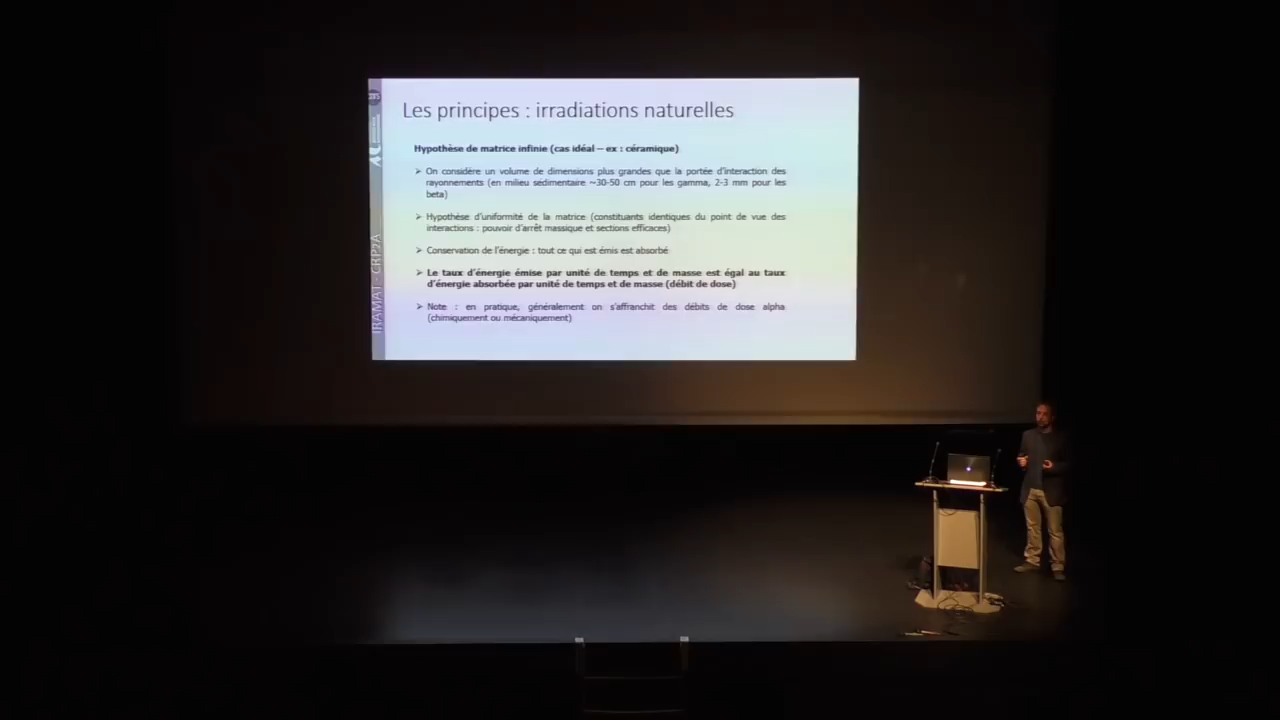 Les principes : irradiations naturelles
Hypothèse de matrice infinie (cas idéal – ex : céramique)
➢ On considère un volume de dimensions plus grandes que la portée d'interaction des
rayonnements (en milieu sedimentaire ~30-50 cm pour les gamma, 2-3 mm pour les
beta)
➢ Hypothèse d'uniformité de la matrice (constituants identiques du point de vue des
interactions : pouvoir d'arrêt massique et sections efficaces)
➢ Conservation de l'énergie : tout ce qui est émis est absorbé
➢ Le taux d'énergie émise par unité de temps et de masse est égal au taux
d'énergie absorbée par unité de temps et de masse (débit de dose)
➢ Note : en pratique, généralement on s'affranchit des débits de dose alpha
(chimiquement ou mécaniquement)
IRAMAT - CRP2A